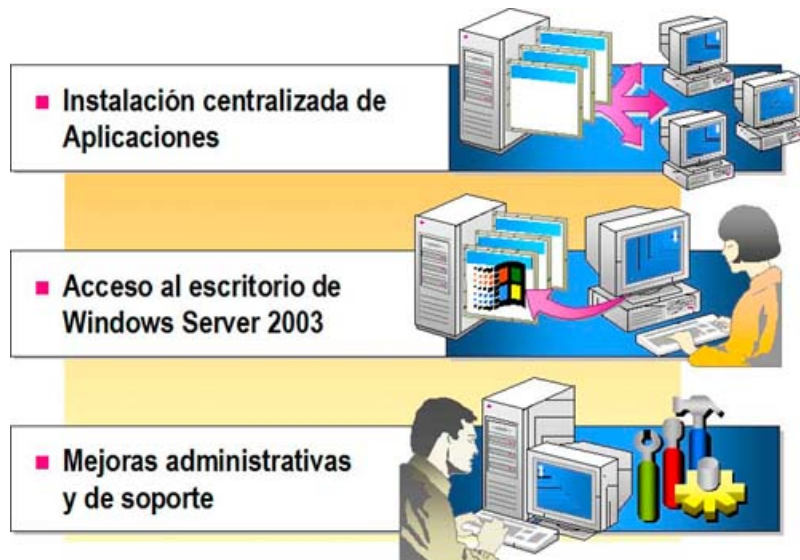 Instalación centralizada de
Aplicaciones
Acceso al escritorio de
Windows Server 2003
Mejoras administrativas
y de soporte